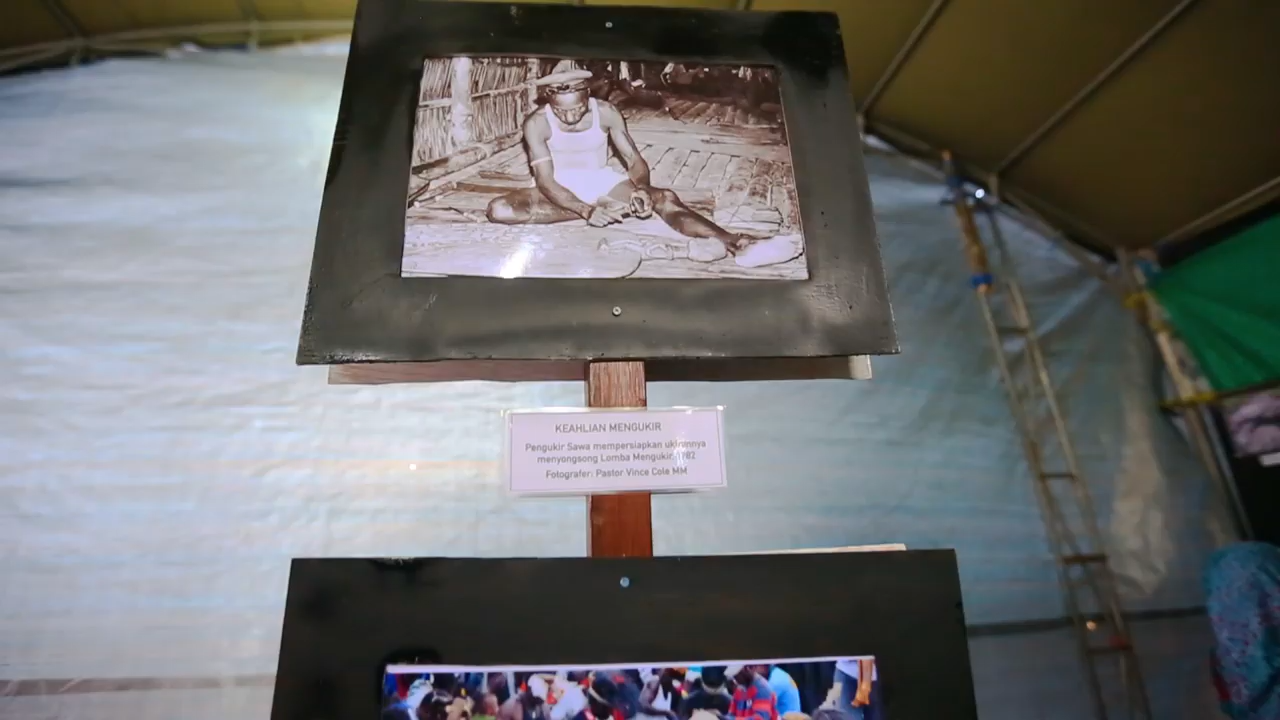 KEAHLIAN MENGUKIR
Pengukir Sawa mempersiapkan ukirannya
menyongsong Lomba Mengukir, 1982
Fotografer: Pastor Vince Cole MM